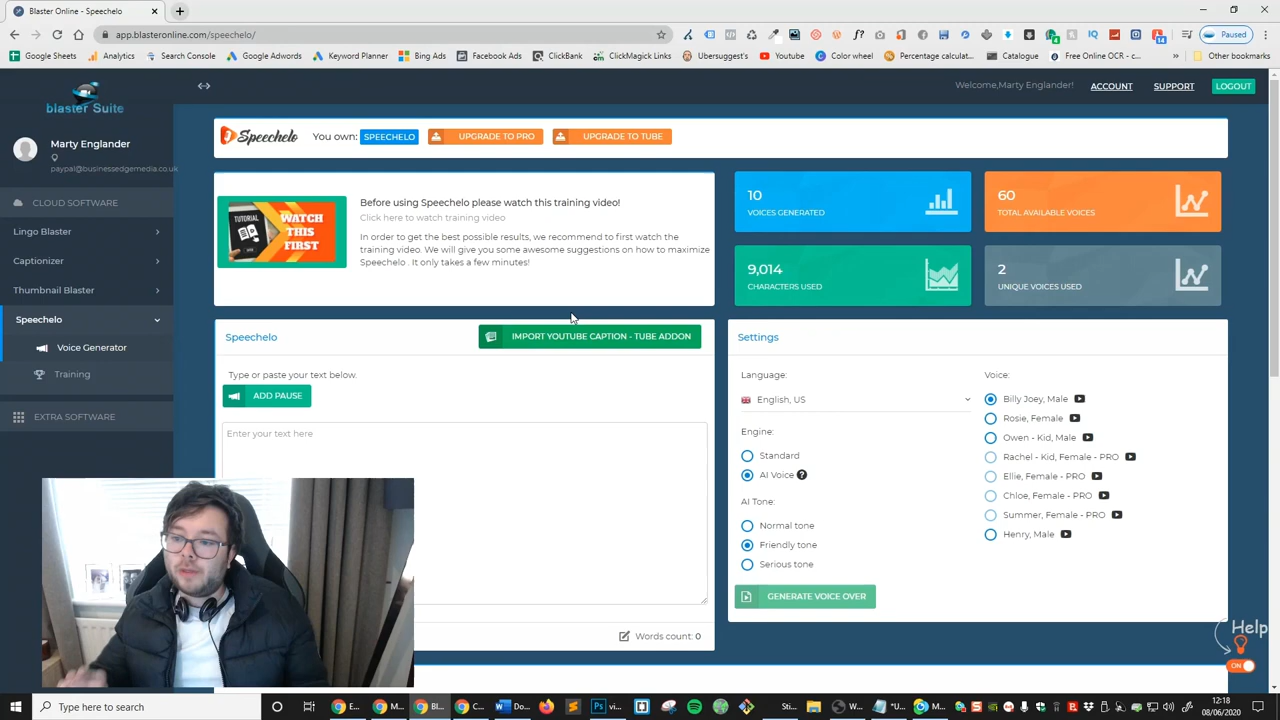 Blaster Online - Speechelo
app.blasteronline.com/speechelo/
Paused
Google Sheets
Analytics
Search Console
Google Adwords
Keyword Planner
Bing Ads
Facebook Ads
ClickBank
ClickMagick Links
Ubersuggest's
Youtube
Color wheel
Percentage calculat...
Catalogue
Free Online OCR - c...
Other bookmarks
blaster Suite
Welcome,Marty Englander!
ACCOUNT
SUPPORT
LOGOUT
Marty Englander
paypal@businessedgemedia.co.uk
CLOUD SOFTWARE
Lingo Blaster
Captionizer
Thumbnail Blaster
Speechelo
Voice Generator
Training
EXTRA SOFTWARE
Speechelo
You own:
SPEECHELO
UPGRADE TO PRO
UPGRADE TO TUBE
TUTORIAL
WATCH
THIS
FIRST
Before using Speechelo please watch this training video!
Click here to watch training video
In order to get the best possible results, we recommend to first watch the
training video. We will give you some awesome suggestions on how to maximize
Speechelo . It only takes a few minutes!
10
VOICES GENERATED
60
TOTAL AVAILABLE VOICES
9,014
CHARACTERS USED
2
UNIQUE VOICES USED
Speechelo
IMPORT YOUTUBE CAPTION - TUBE ADDON
Type or paste your text below.
ADD PAUSE
Enter your text here
Words count: 0
Settings
Language:
English, US
Engine:
Standard
AI Voice
AI Tone:
Normal tone
Friendly tone
Serious tone
GENERATE VOICE OVER
Voice:
Billy Joey, Male
Rosie, Female
Owen - Kid, Male
Rachel - Kid, Female - PRO
Ellie, Female - PRO
Chloe, Female - PRO
Summer, Female - PRO
Henry, Male
Help
ON
Type here to search
E...
M...
Bl...
C...
Do...
vi...
Sti...
W...
*U...
M...
12:18
08/06/2020